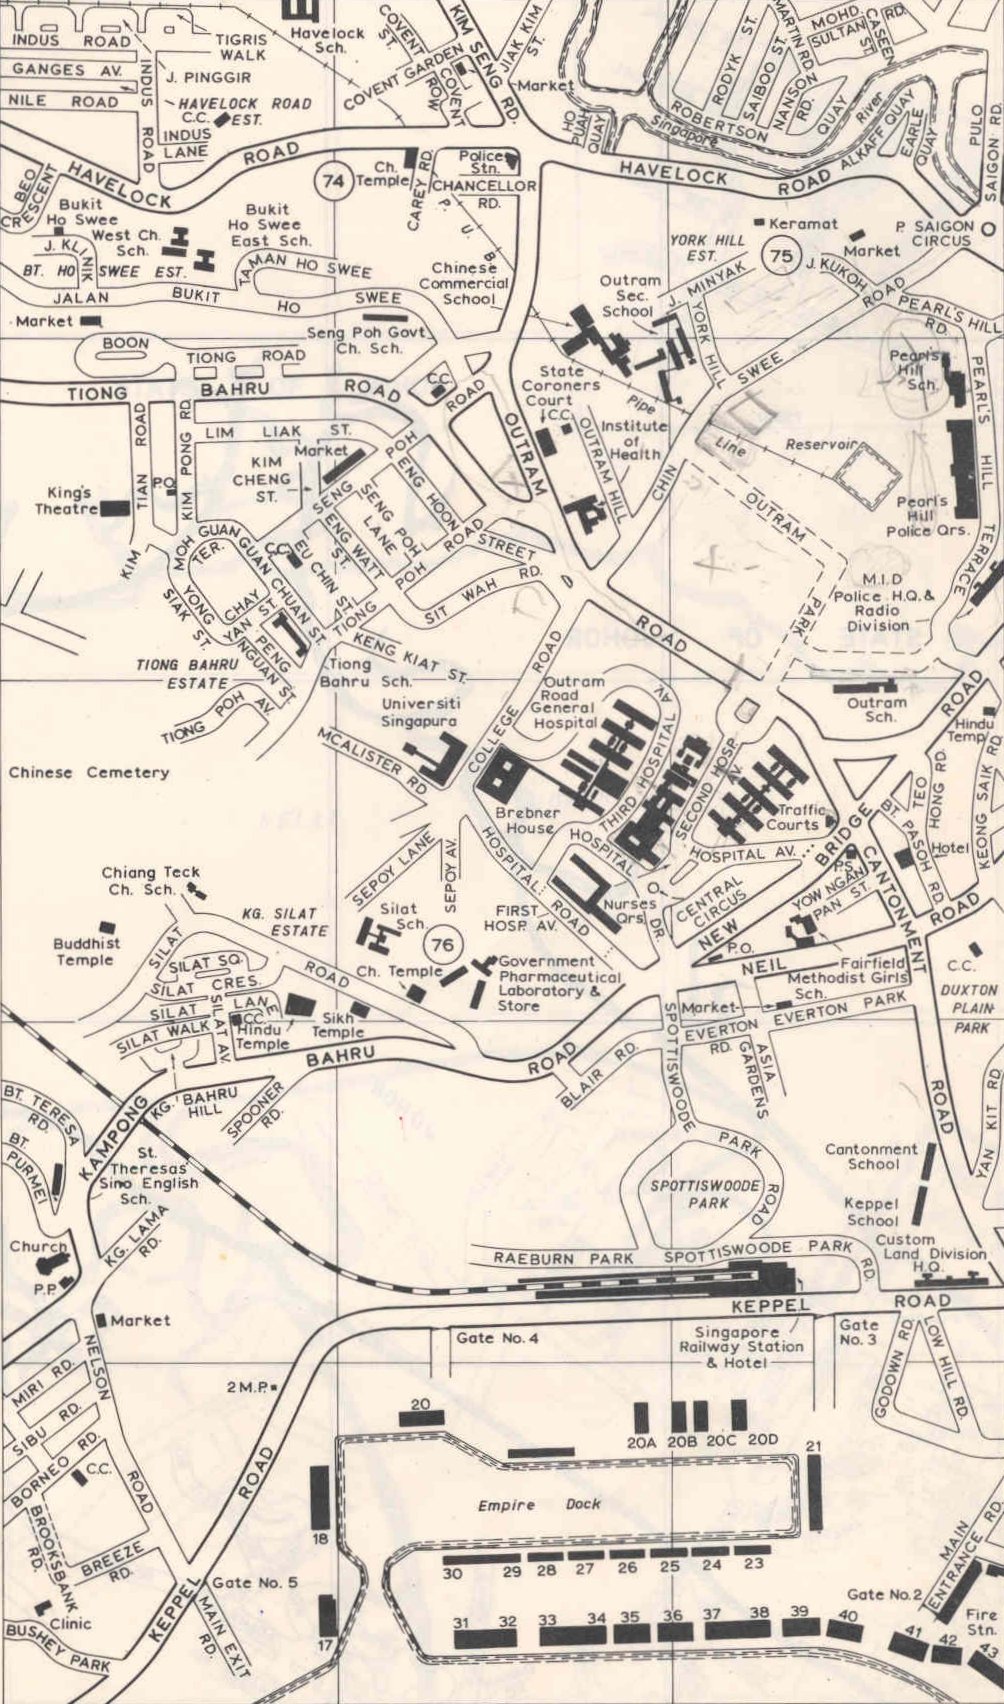 INDUS ROAD
GANGES AV.
NILE ROAD
INDUS
ROAD
TIGRIS
WALK
J. PINGGIR
HAVELOCK ROAD
C.C. EST.
INDUS
LANE
Havelock
Sch.
COVENT
ST.
COVENT GARDEN
COVENT
ROW
KIM SENG RD.
JIAK KIM
ST.
Market
HO
PUAH
QUAY
RODYK ST.
SAIBOO ST.
MARTIN RD
NANSON
RD.
MOHD.
SULTAN RD.
CASEEN
ST.
ROBERTSON
QUAY
Singapore
River
ALKAFF QUAY
EARLE
QUAY
PULO
SAIGON RD.
HAVELOCK
ROAD
74
Ch.
Temple
CAREY RD.
Police
Stn.
CHANCELLOR
RD.
P. U. B.
HAVELOCK
ROAD
BEO
CRESCENT
Bukit
Ho Swee
West Ch.
Sch.
Bukit
Ho Swee
East Sch.
J. KLINIK
BT. HO SWEE EST.
TAMAN HO SWEE
JALAN BUKIT HO SWEE
Market
Seng Poh Govt.
Ch. Sch.
Chinese
Commercial
School
Keramat
Market
P. SAIGON
CIRCUS
YORK HILL
EST.
75
J. MINYAK
J. KUKOH
ROAD
PEARL'S HILL
RD.
Outram
Sec.
School
YORK HILL
SWEE
CHIN
Pearl's
Hill
Sch.
PEARL'S
HILL
TERRACE
BOON
TIONG ROAD
TIONG BAHRU ROAD
C.C.
ROAD
OUTRAM
State
Coroners
Court
C.C.
OUTRAM HILL
Institute
of
Health
Pipe
Line
Reservoir
Pearl's
Hill
Police Qrs.
OUTRAM
PARK
M.I.D
Police H.Q. &
Radio
Division
LIM LIAK ST.
Market
KIM
CHENG
ST.
TIAN
ROAD
KIM PONG RD.
P.O.
King's
Theatre
KIM
SENG
POH
ROAD
ENG HOON
STREET
SENG POH
LANE
ENG WATT
ST.
MOH GUAN
TER.
GUAN CHUAN ST.
C.C.
EU CHIN ST.
YONG
SIAK
ST.
CHAY
YAN ST.
PENG
NGUAN ST.
TIONG
POH
SIT WAH RD.
KENG KIAT ST.
Tiong
Bahru Sch.
TIONG BAHRU
ESTATE
TIONG POH AV.
ROAD
Outram
Sch.
ROAD
Hindu
Temp.
Universiti
Singapura
COLLEGE
ROAD
Outram
Road
General
Hospital
MCALISTER RD
Chinese Cemetery
Brebner
House
THIRD HOSPITAL AV.
SECOND HOSP.
AV.
Traffic
Courts
HOSPITAL AV.
BRIDGE
BT. PASOH RD
TEO
HONG RD.
KEONG SAIK RD.
Hotel
P.S.
CANTONMENT
YOW NGAN
PAN ST.
ROAD
HOSPITAL
ROAD
HOSPITAL
DR.
Nurses
Qrs.
CENTRAL
CIRCUS
FIRST
HOSP. AV.
SEPOY LANE
SEPOY AV.
NEW
P.O.
NEIL
Fairfield
Methodist Girls
Sch.
C.C.
DUXTON
PLAIN
PARK
Chiang Teck
Ch. Sch.
KG. SILAT
ESTATE
Silat
Sch.
76
Buddhist
Temple
SILAT
ROAD
SILAT SQ.
SILAT CRES.
SILAT LANE
SILAT WALK
SILAT AV.
C.C.
Hindu
Temple
Sikh
Temple
Ch. Temple
Government
Pharmaceutical
Laboratory &
Store
Market
EVERTON PARK
EVERTON
RD.
ASIA
GARDENS
SPOTTISWOODE
PARK
ROAD
SPOTTISWOODE
PARK
BLAIR RD.
KAMPONG
BAHRU
ROAD
KG. BAHRU
HILL
SPOONER
RD.
BT. TERESA
RD.
BT.
PURMEI
St.
Theresas'
Sino English
Sch.
KG. LAMA
RD.
Church
P.P.
Market
ROAD
YAN KIT RD
Cantonment
School
Keppel
School
Custom
Land Division
H.Q.
RAEBURN PARK
SPOTTISWOODE PARK
RD.
KEPPEL
ROAD
Gate No. 4
Singapore
Railway Station
& Hotel
Gate
No. 3
GODOWN RD.
LOW HILL RD.
NELSON
ROAD
MIRI RD.
SIBU RD.
BORNEO RD.
C.C.
BROOKSBANK
RD.
BREEZE
RD.
Clinic
BUSHEY PARK
2 M.P.
ROAD
KEPPEL
Gate No. 5
MAIN EXIT
RD.
20
20A 20B 20C 20D
21
18
17
Empire Dock
30 29 28 27 26 25 24 23
31 32 33 34 35 36 37 38 39 40
41 42 43
MAIN
ENTRANCE RD.
Gate No. 2
Fire
Stn.